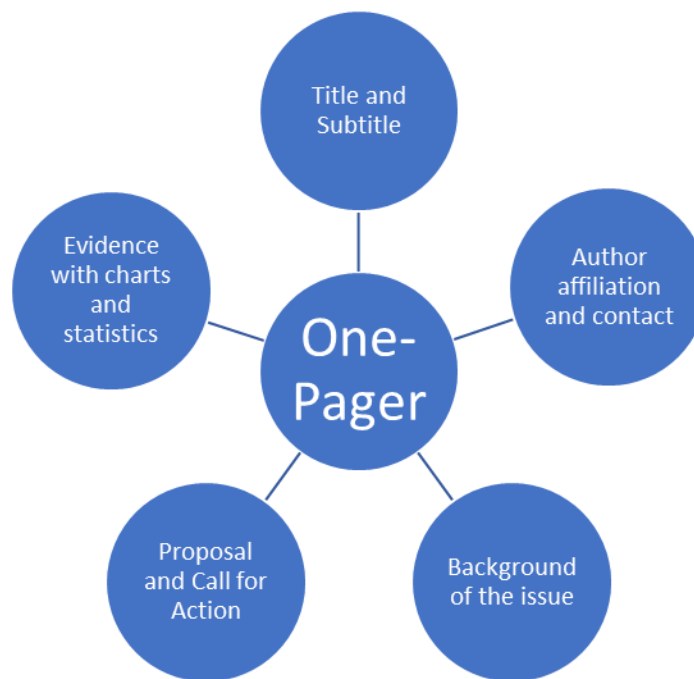 Title and
Subtitle
Evidence
with charts
and
statistics
Author
affiliation
and contact
One-
Pager
Proposal
and Call for
Action
Background
of the issue